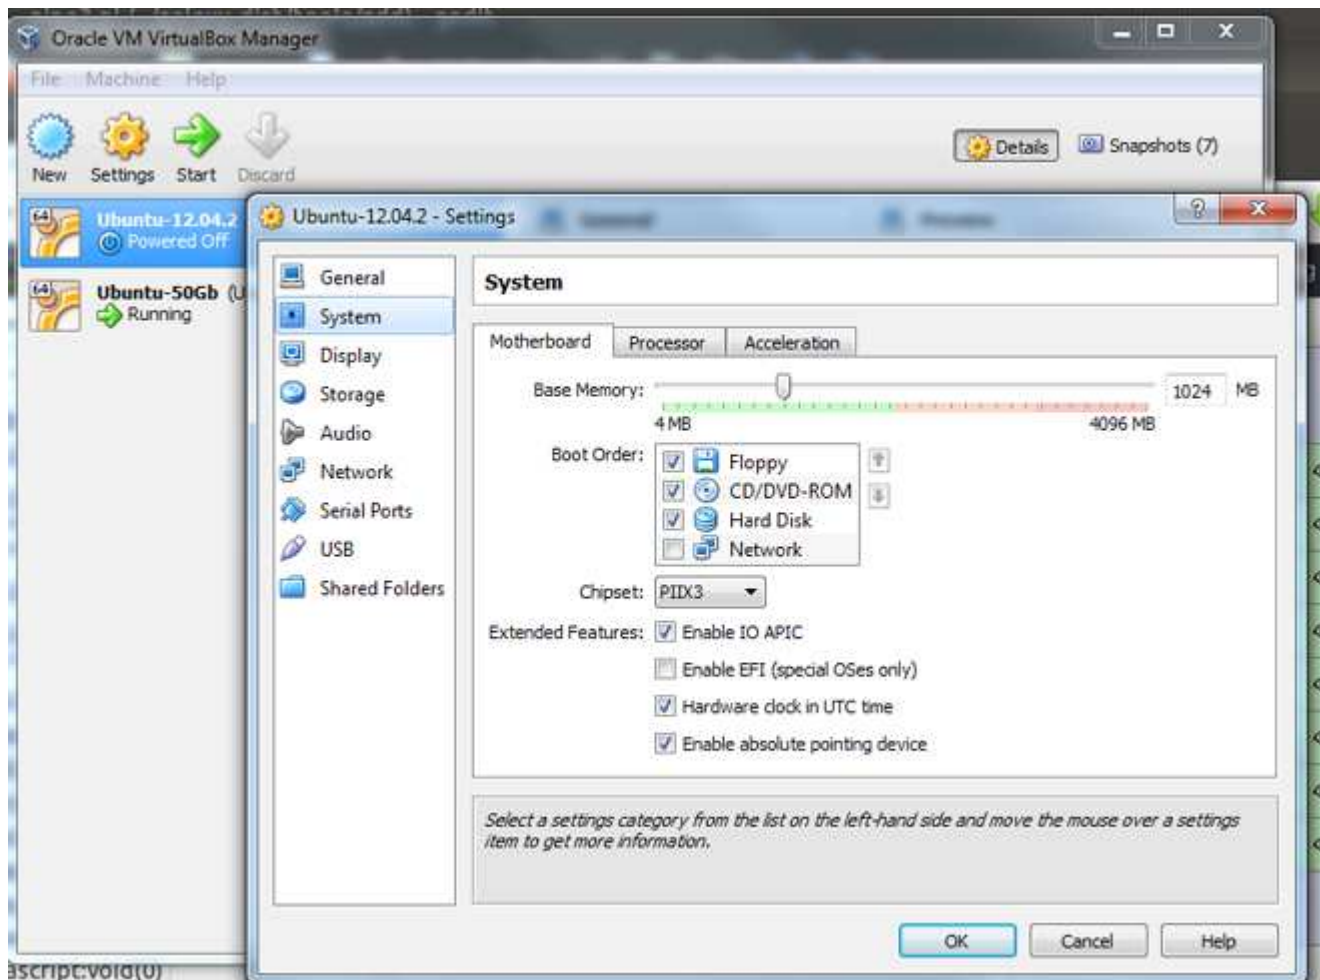 Oracle VM VirtualBox Manager
File Machine Help
New Settings Start Discard
Details Snapshots (7)
64 Ubuntu-12.04.2
Powered Off
64 Ubuntu-50Gb (U
Running
Ubuntu-12.04.2 - Settings
General
System
Display
Storage
Audio
Network
Serial Ports
USB
Shared Folders
System
Motherboard Processor Acceleration
Base Memory: 1024 MB
4 MB 4096 MB
Boot Order: Floppy
CD/DVD-ROM
Hard Disk
Network
Chipset: PIIX3
Extended Features: Enable IO APIC
Enable EFI (special OSes only)
Hardware clock in UTC time
Enable absolute pointing device
Select a settings category from the list on the left-hand side and move the mouse over a settings
item to get more information.
OK Cancel Help
ascript:void(0)